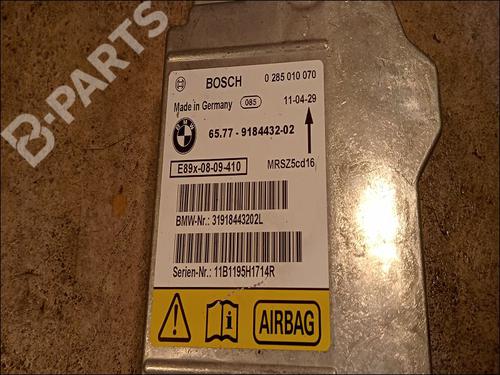 B-PARTS
BOSCH 0 285 010 070
Made in Germany 085 11-04-29
BMW 65.77 - 9184432-02
E89x-08-09-410 MRSZ5cd16
BMW-Nr.: 31918443202L
Serien-Nr.: 11B1195H1714R
AIRBAG